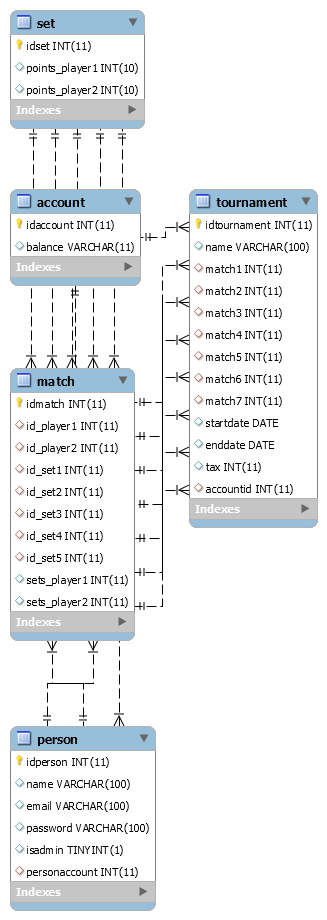 set
idset INT(11)
points_player1 INT(10)
points_player2 INT(10)
Indexes
account
idaccount INT(11)
balance VARCHAR(11)
Indexes
tournament
idtournament INT(11)
name VARCHAR(100)
match1 INT(11)
match2 INT(11)
match3 INT(11)
match4 INT(11)
match5 INT(11)
match6 INT(11)
match7 INT(11)
startdate DATE
enddate DATE
tax INT(11)
accountid INT(11)
Indexes
match
idmatch INT(11)
id_player1 INT(11)
id_player2 INT(11)
id_set1 INT(11)
id_set2 INT(11)
id_set3 INT(11)
id_set4 INT(11)
id_set5 INT(11)
sets_player1 INT(11)
sets_player2 INT(11)
Indexes
person
idperson INT(11)
name VARCHAR(100)
email VARCHAR(100)
password VARCHAR(100)
isadmin TINYINT(1)
personaccount INT(11)
Indexes